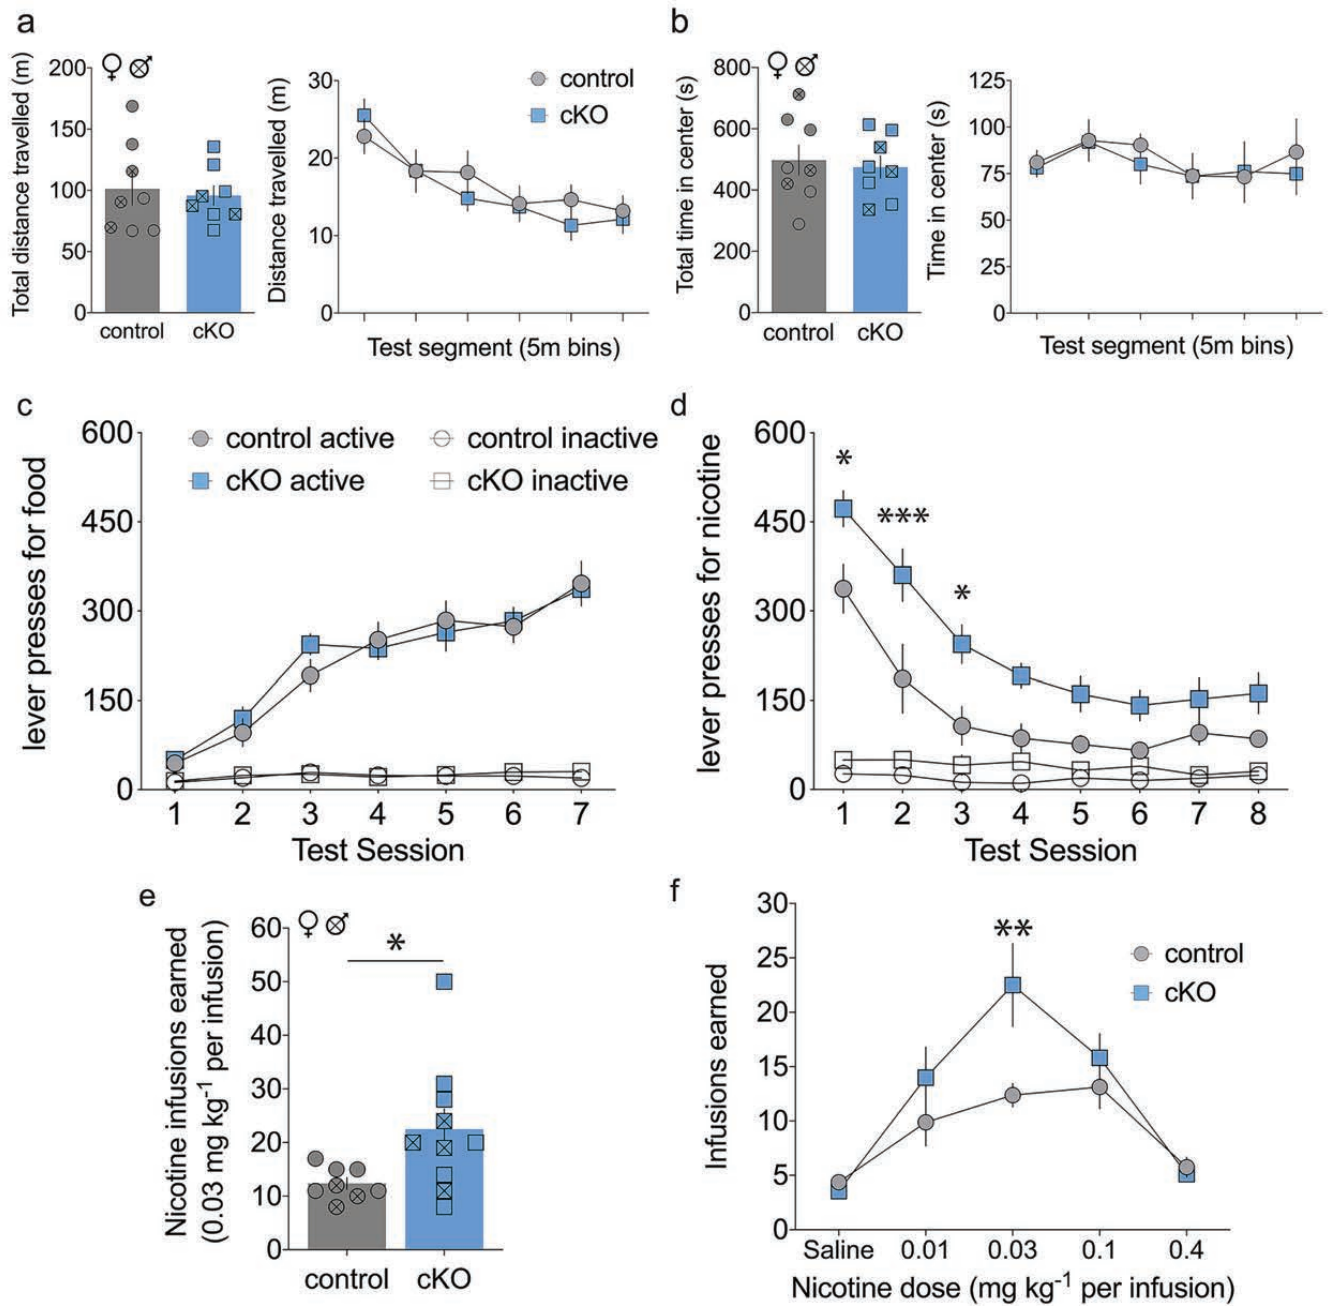 a
Total distance travelled (m)
200
150
100
50
0
♀ ♂
control cKO
Distance travelled (m)
30
20
10
0
control
cKO
Test segment (5m bins)
b
Total time in center (s)
800
600
400
200
0
♀ ♂
control cKO
Time in center (s)
125
100
75
50
25
0
Test segment (5m bins)
c
lever presses for food
600
450
300
150
0
control active
cKO active
control inactive
cKO inactive
1 2 3 4 5 6 7
Test Session
d
lever presses for nicotine
600
450
300
150
0
*
***
*
1 2 3 4 5 6 7 8
Test Session
e
Nicotine infusions earned
(0.03 mg kg⁻¹ per infusion)
60
50
40
30
20
10
0
♀ ♂
*
control cKO
f
Infusions earned
30
25
20
15
10
5
0
**
control
cKO
Saline 0.01 0.03 0.1 0.4
Nicotine dose (mg kg⁻¹ per infusion)